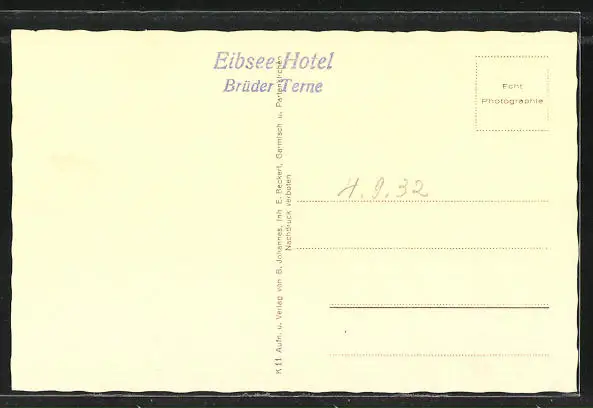 Eibsee-Hotel
Brüder Terne
Echt
Photographie
4.9.32
R 11 Aufn. u. Verlag von B. Johannes, Inh. E. Beckert, Garmisch u. Partenkirchen
Nachdruck verboten